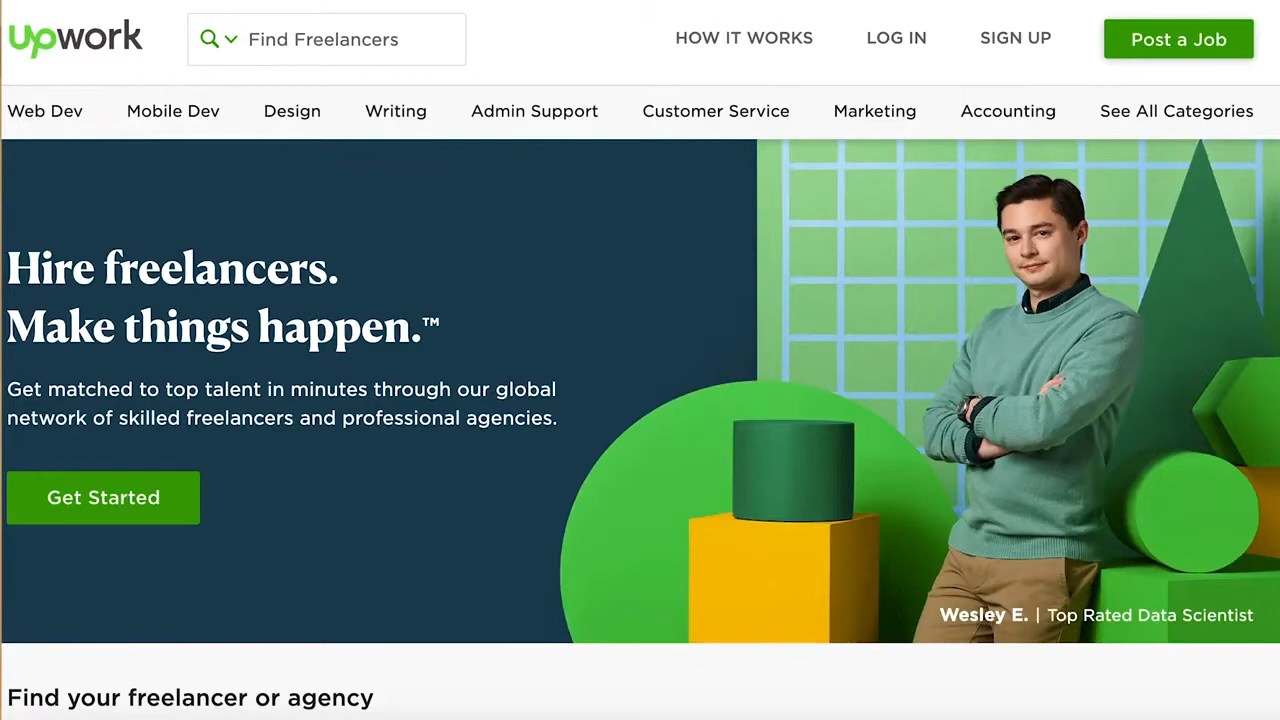 upwork
Find Freelancers
HOW IT WORKS
LOG IN
SIGN UP
Post a Job
Web Dev
Mobile Dev
Design
Writing
Admin Support
Customer Service
Marketing
Accounting
See All Categories
Hire freelancers.
Make things happen.™
Get matched to top talent in minutes through our global
network of skilled freelancers and professional agencies.
Get Started
Wesley E. | Top Rated Data Scientist
Find your freelancer or agency